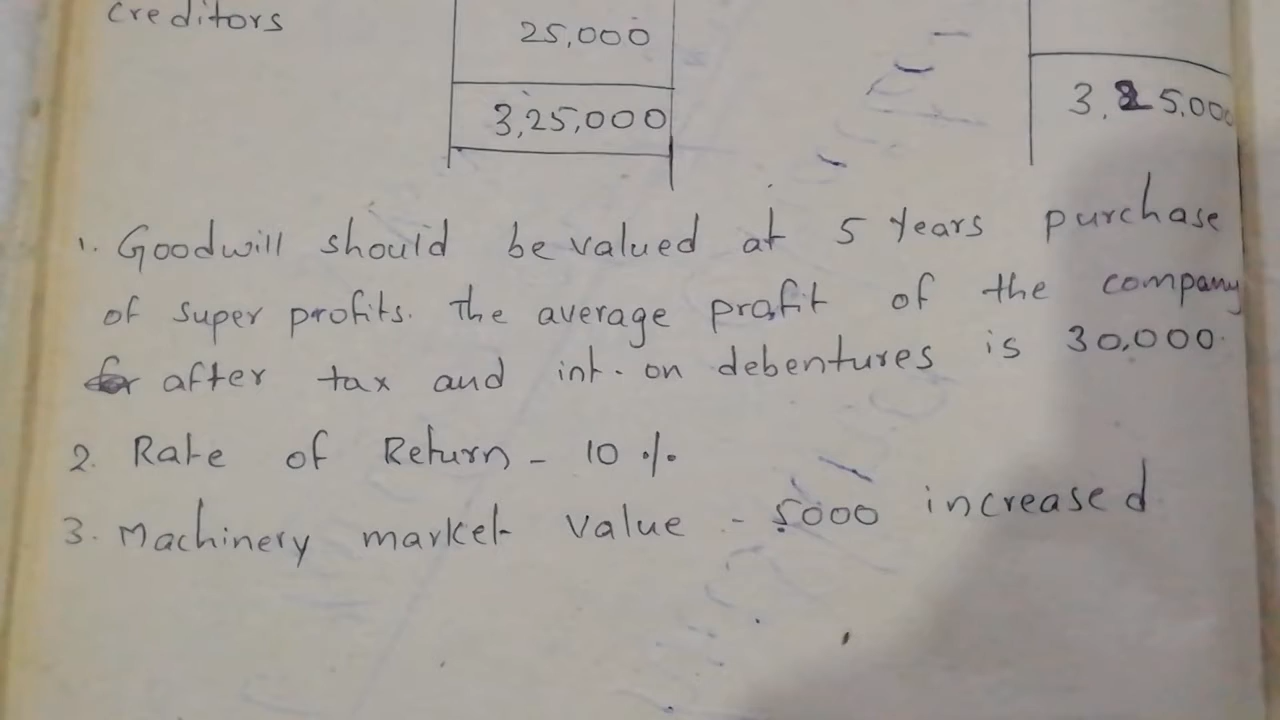 Creditors 25,000
3,25,000 3,25,000
1. Goodwill should be valued at 5 Years purchase
of super profits. The average profit of the company
after tax and int. on debentures is 30,000.
2. Rate of Return - 10 %.
3. Machinery market value - 5000 increased